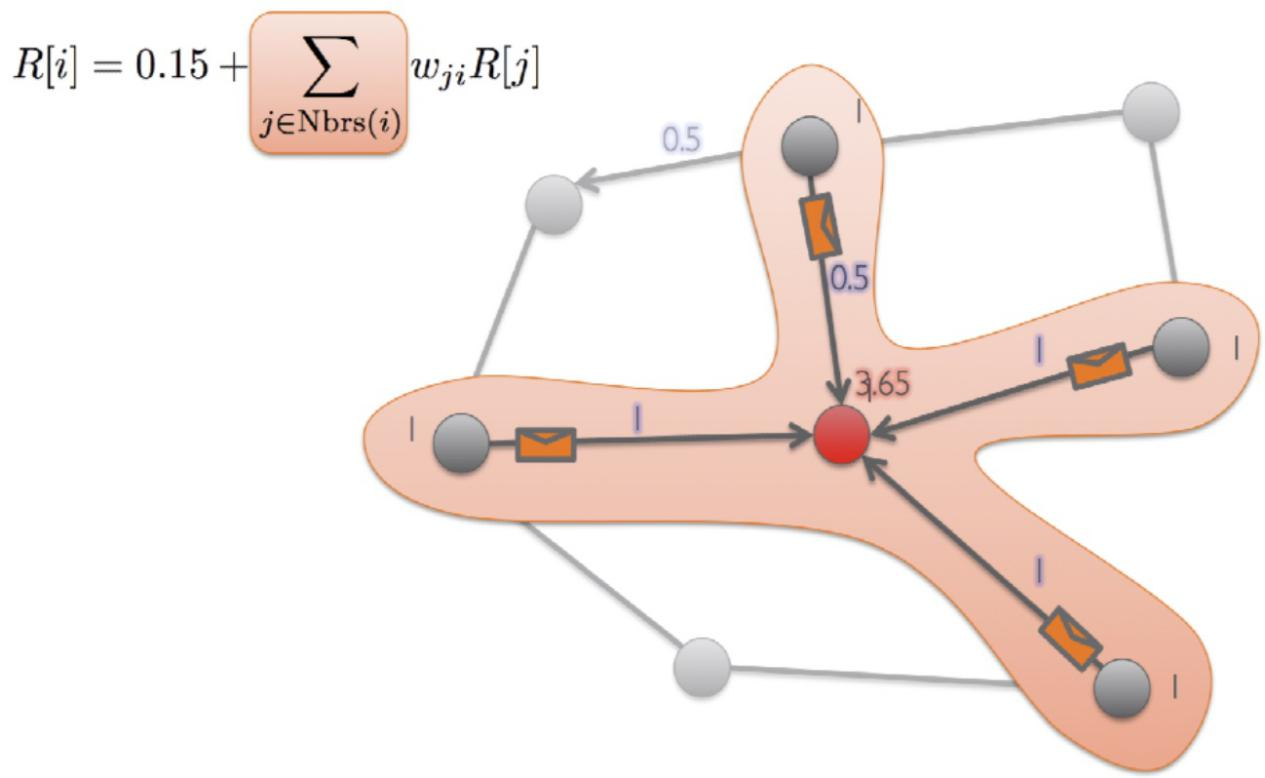 R[i] = 0.15 + ∑ w_{ji} R[j]
j∈Nbrs(i)
l
0.5
0.5
l
l
3.65
l
l
l
l